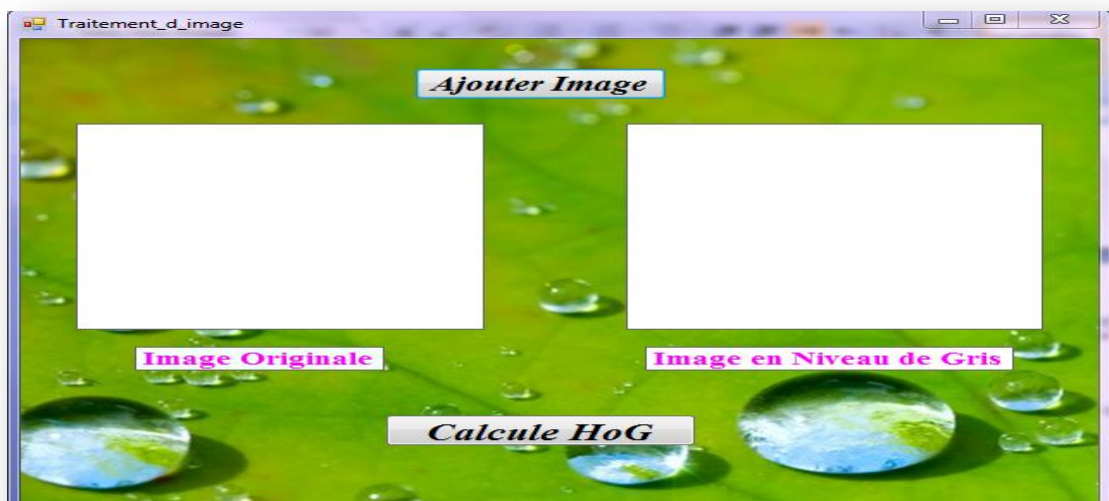 Traitement_d_image
Ajouter Image
Image Originale
Image en Niveau de Gris
Calcule HoG